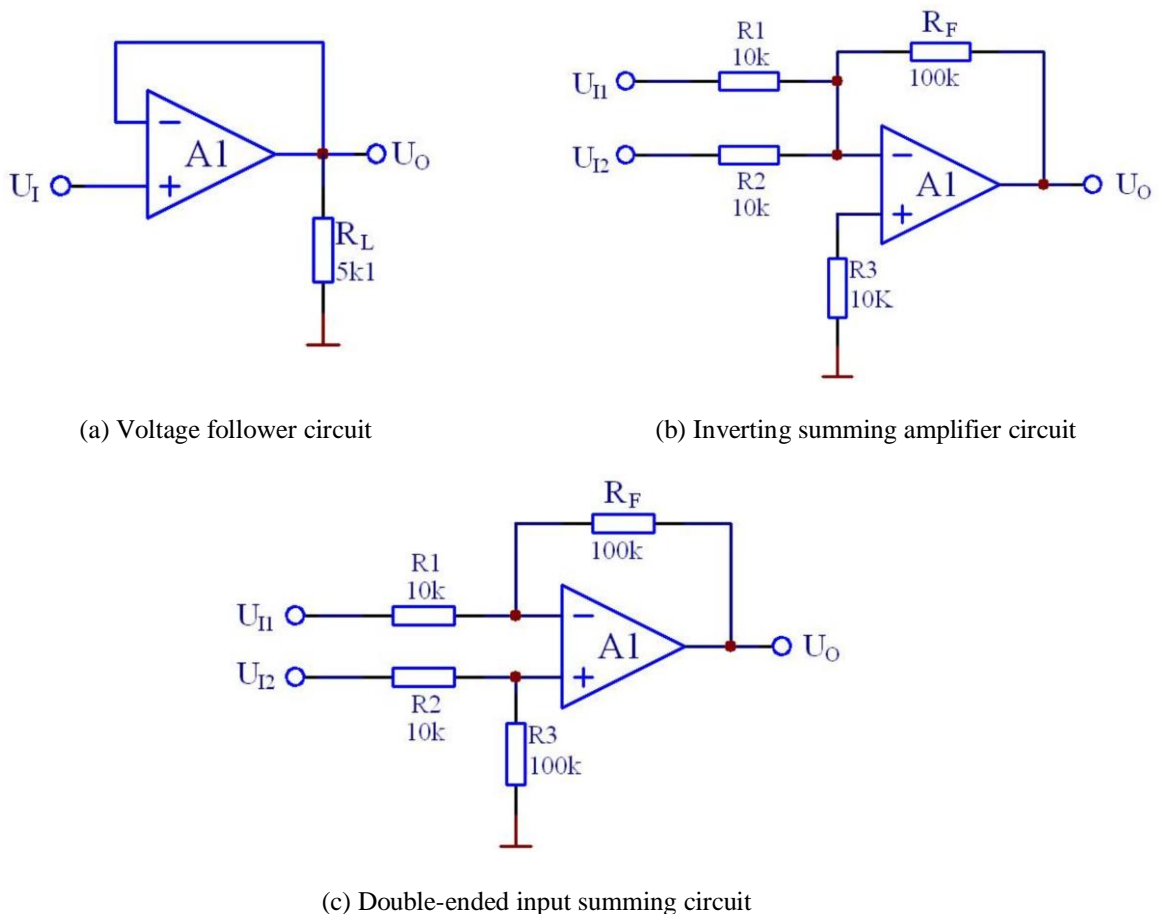 A1
U_I
U_O
R_L
5k1
(a) Voltage follower circuit
R1
10k
R_F
100k
U_I1
U_I2
R2
10k
A1
U_O
R3
10K
(b) Inverting summing amplifier circuit
R_F
100k
R1
10k
U_I1
A1
U_O
U_I2
R2
10k
R3
100k
(c) Double-ended input summing circuit